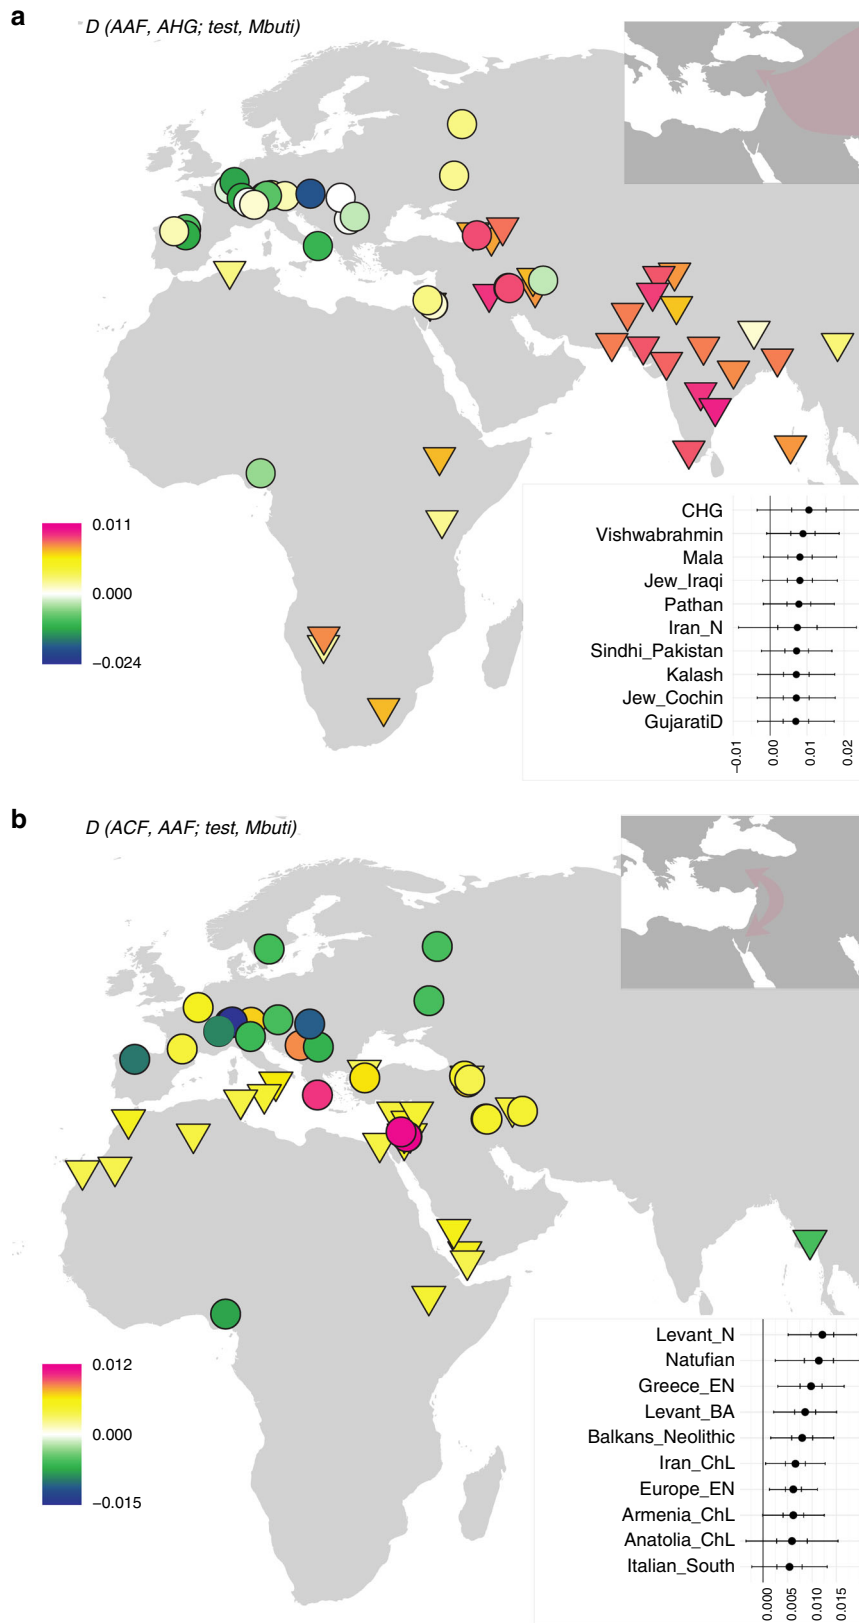 a
D (AAF, AHG; test, Mbuti)
0.011
0.000
−0.024
CHG
Vishwabrahmin
Mala
Jew_Iraqi
Pathan
Iran_N
Sindhi_Pakistan
Kalash
Jew_Cochin
GujaratiD
−0.01
0.00
0.01
0.02
b
D (ACF, AAF; test, Mbuti)
0.012
0.000
−0.015
Levant_N
Natufian
Greece_EN
Levant_BA
Balkans_Neolithic
Iran_ChL
Europe_EN
Armenia_ChL
Anatolia_ChL
Italian_South
0.000
0.005
0.010
0.015